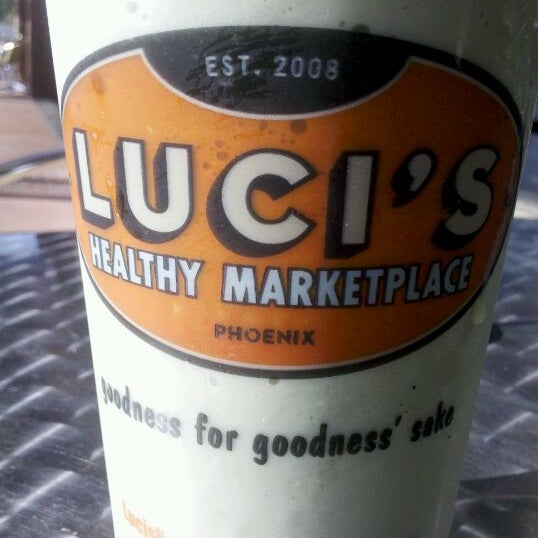 EST. 2008
LUCI'S
HEALTHY MARKETPLACE
PHOENIX
goodness for goodness' sake